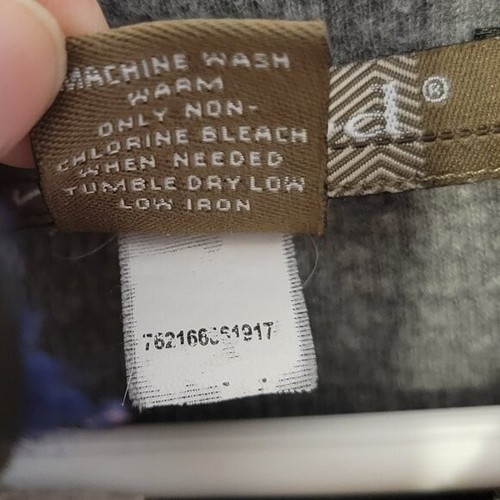 MACHINE WASH
WARM
ONLY NON-
CHLORINE BLEACH
WHEN NEEDED
TUMBLE DRY LOW
LOW IRON
d®